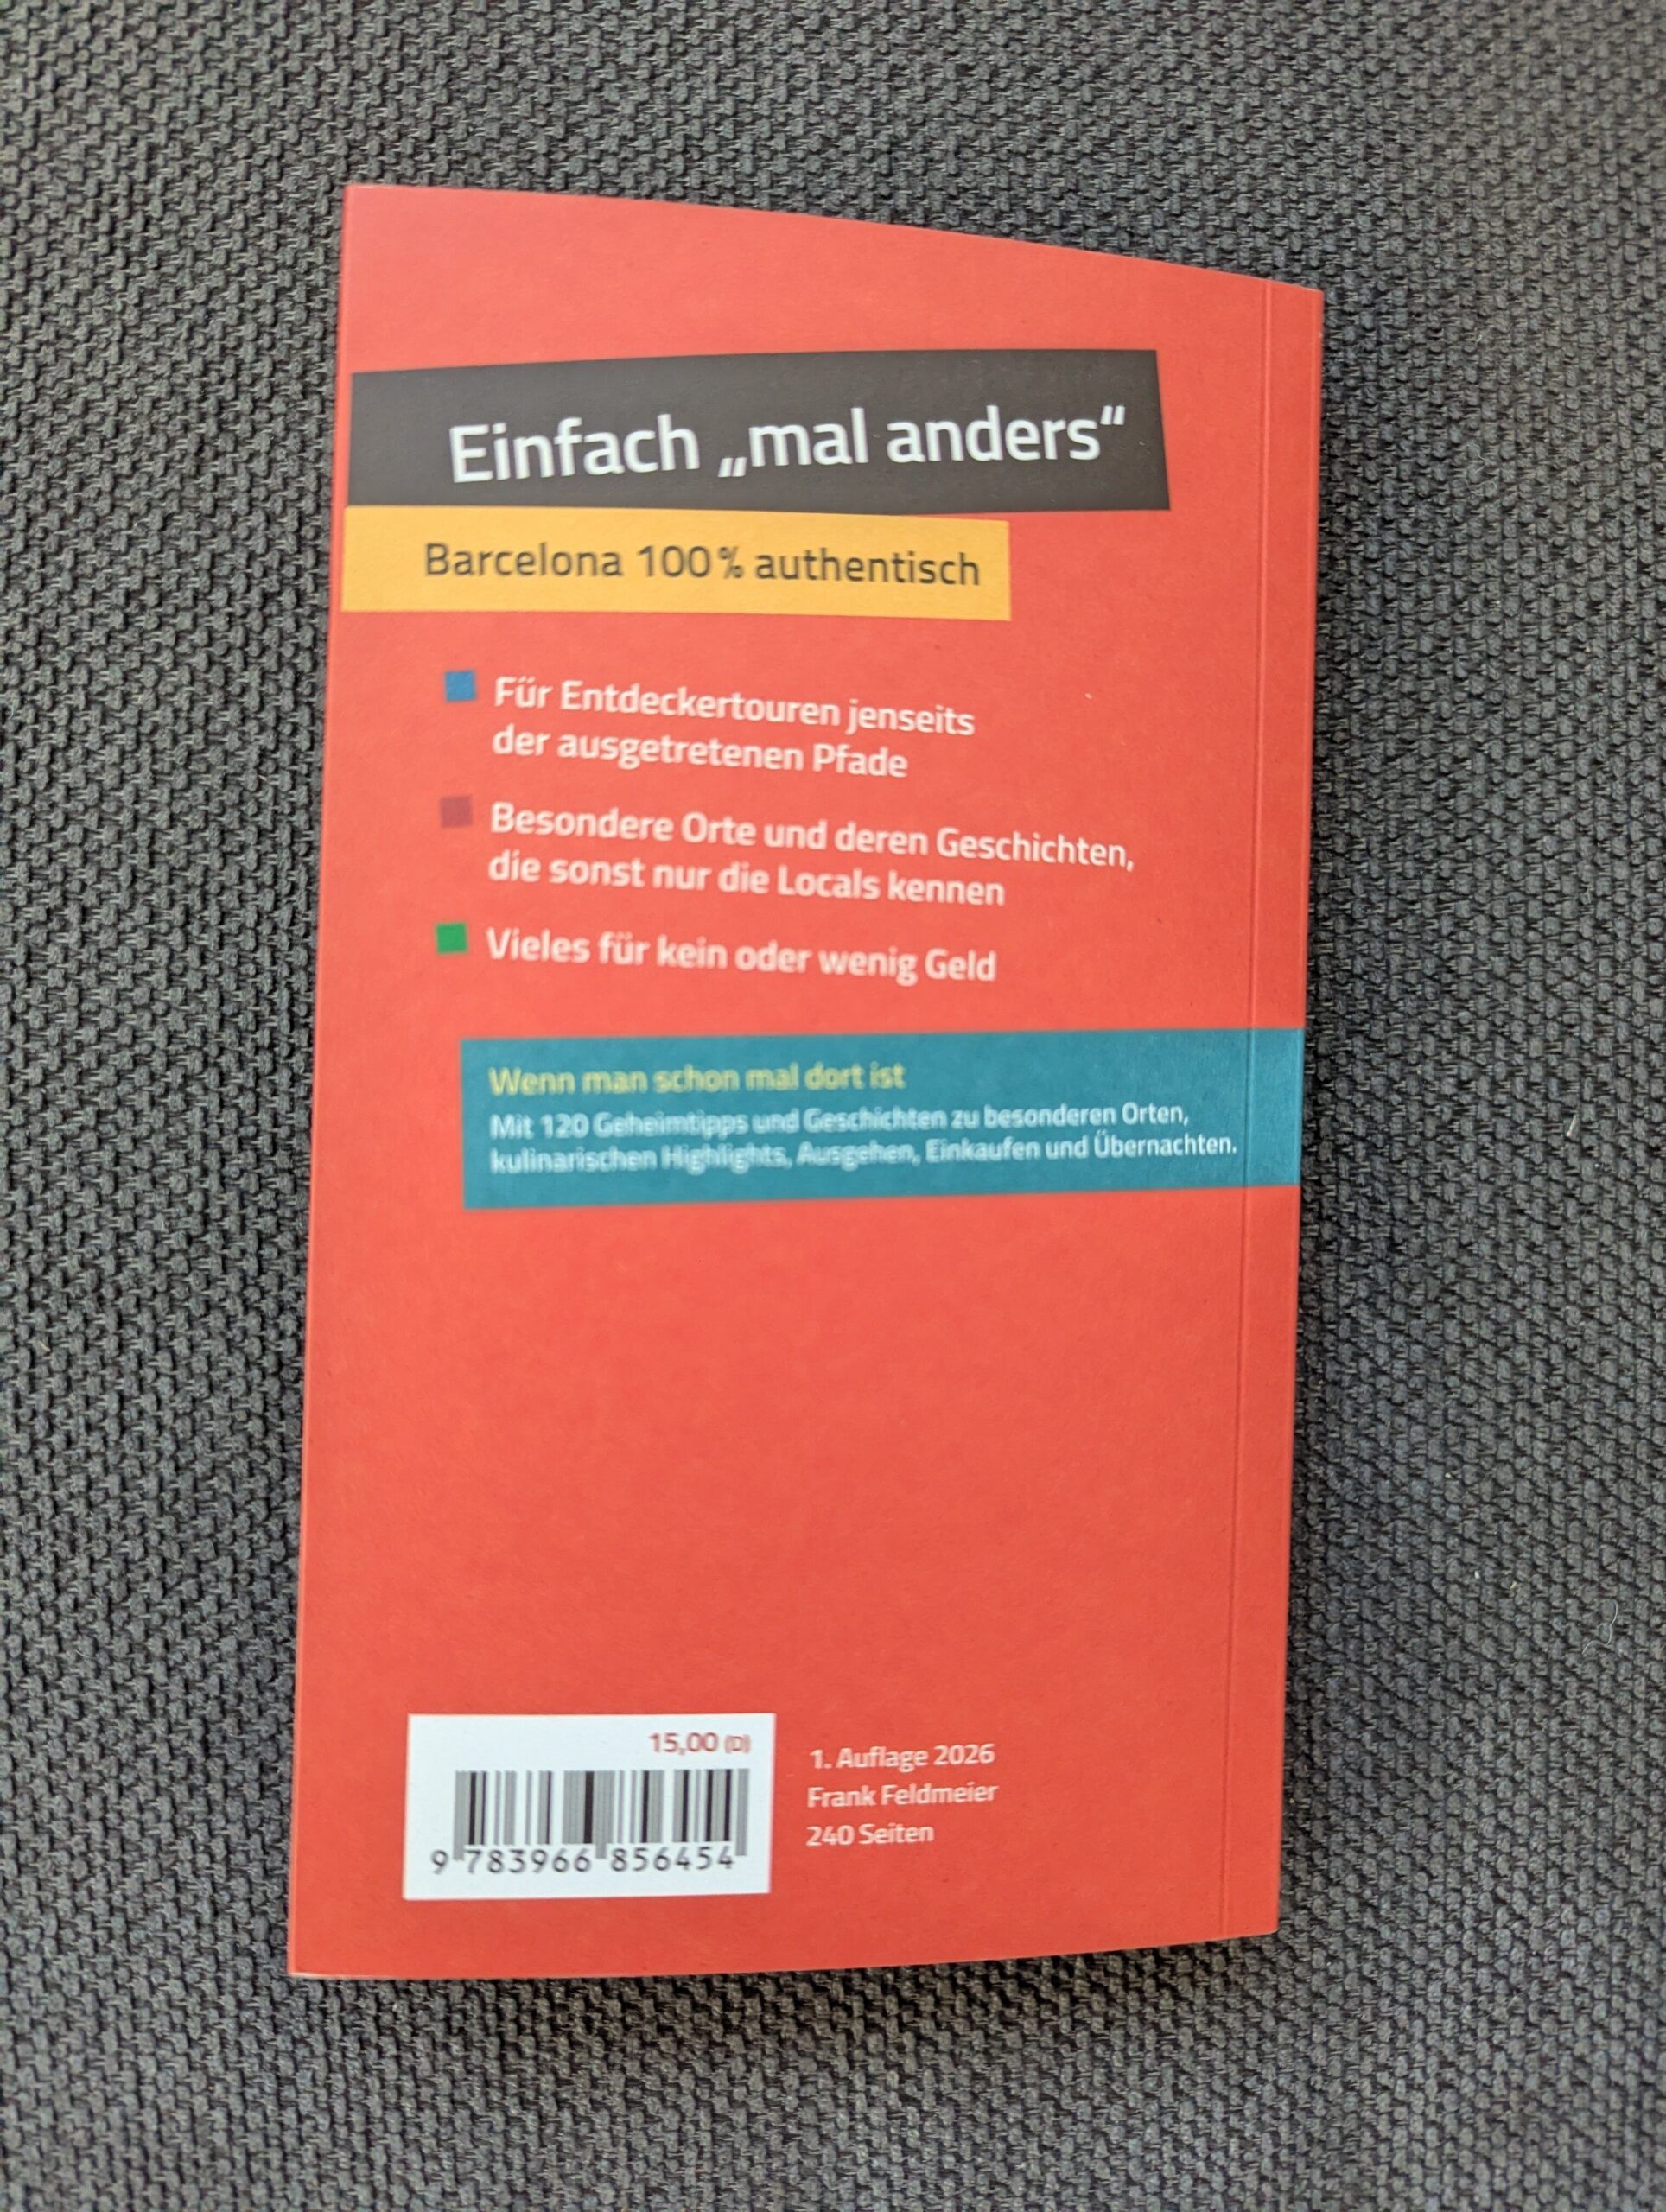 Einfach „mal anders“
Barcelona 100% authentisch
Für Entdeckertouren jenseits
der ausgetretenen Pfade
Besondere Orte und deren Geschichten,
die sonst nur die Locals kennen
Vieles für kein oder wenig Geld
Wenn man schon mal dort ist
Mit 120 Geheimtipps und Geschichten zu besonderen Orten,
kulinarischen Highlights, Ausgehen, Einkaufen und Übernachten.
15,00 (D)
9 783966 856454
1. Auflage 2026
Frank Feldmeier
240 Seiten